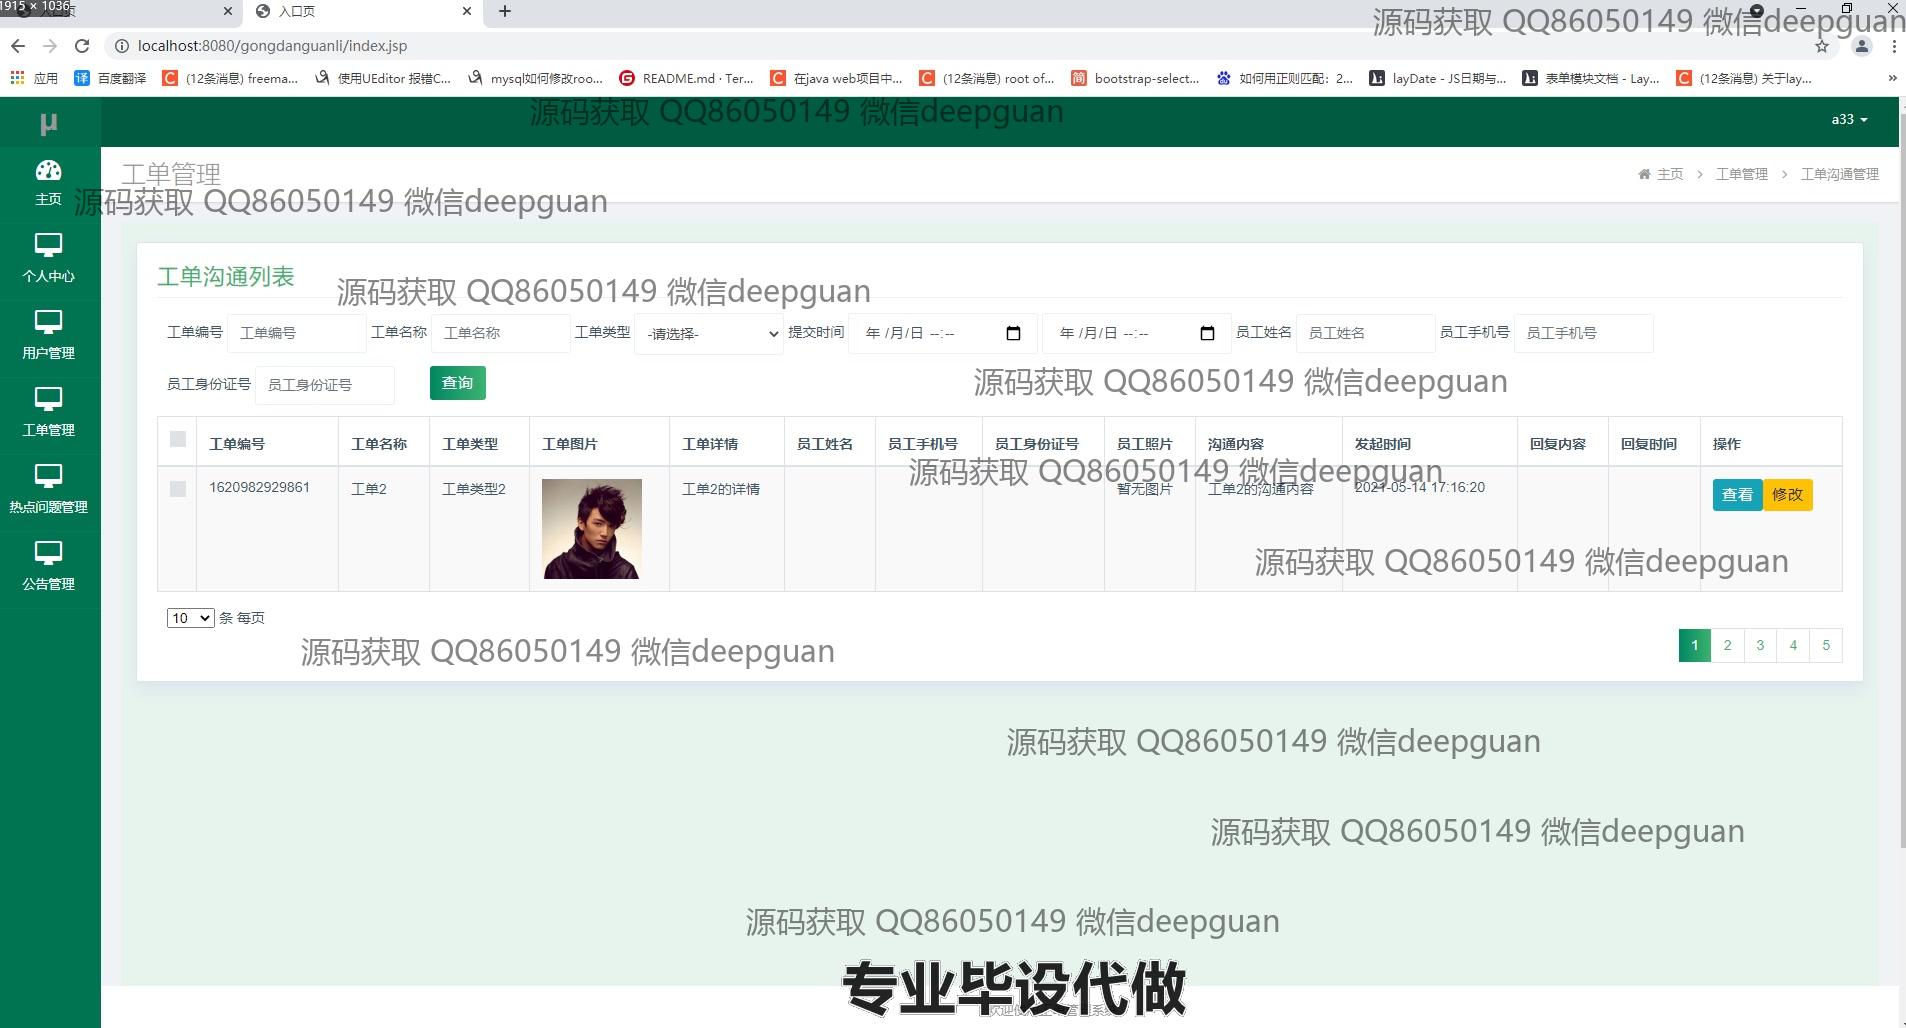 1915 × 1036
入口页
入口页
localhost:8080/gongdanguanli/index.jsp
源码获取 QQ86050149 微信deepguan
应用 百度翻译 (12条消息) freema... 使用UEditor 报错C... mysql如何修改roo... README.md · Ter... 在java web项目中... (12条消息) root of... bootstrap-select... 如何用正则匹配：2... layDate - JS日期与... 表单模块文档 - Lay... (12条消息) 关于lay... »
µ
源码获取 QQ86050149 微信deepguan
a33
主页
个人中心
用户管理
工单管理
热点问题管理
公告管理
工单管理
主页 > 工单管理 > 工单沟通管理
源码获取 QQ86050149 微信deepguan
工单沟通列表
源码获取 QQ86050149 微信deepguan
工单编号 工单编号 工单名称 工单名称 工单类型 -请选择- 提交时间 年 /月/日 --:-- 年 /月/日 --:-- 员工姓名 员工姓名 员工手机号 员工手机号
员工身份证号 员工身份证号 查询
源码获取 QQ86050149 微信deepguan
工单编号 工单名称 工单类型 工单图片 工单详情 员工姓名 员工手机号 员工身份证号 员工照片 沟通内容 发起时间 回复内容 回复时间 操作
源码获取 QQ86050149 微信deepguan
1620982929861 工单2 工单类型2 工单2的详情 暂无图片 工单2的沟通内容 2021-05-14 17:16:20 查看 修改
源码获取 QQ86050149 微信deepguan
10 条 每页
源码获取 QQ86050149 微信deepguan
1 2 3 4 5
源码获取 QQ86050149 微信deepguan
源码获取 QQ86050149 微信deepguan
源码获取 QQ86050149 微信deepguan
专业毕设代做